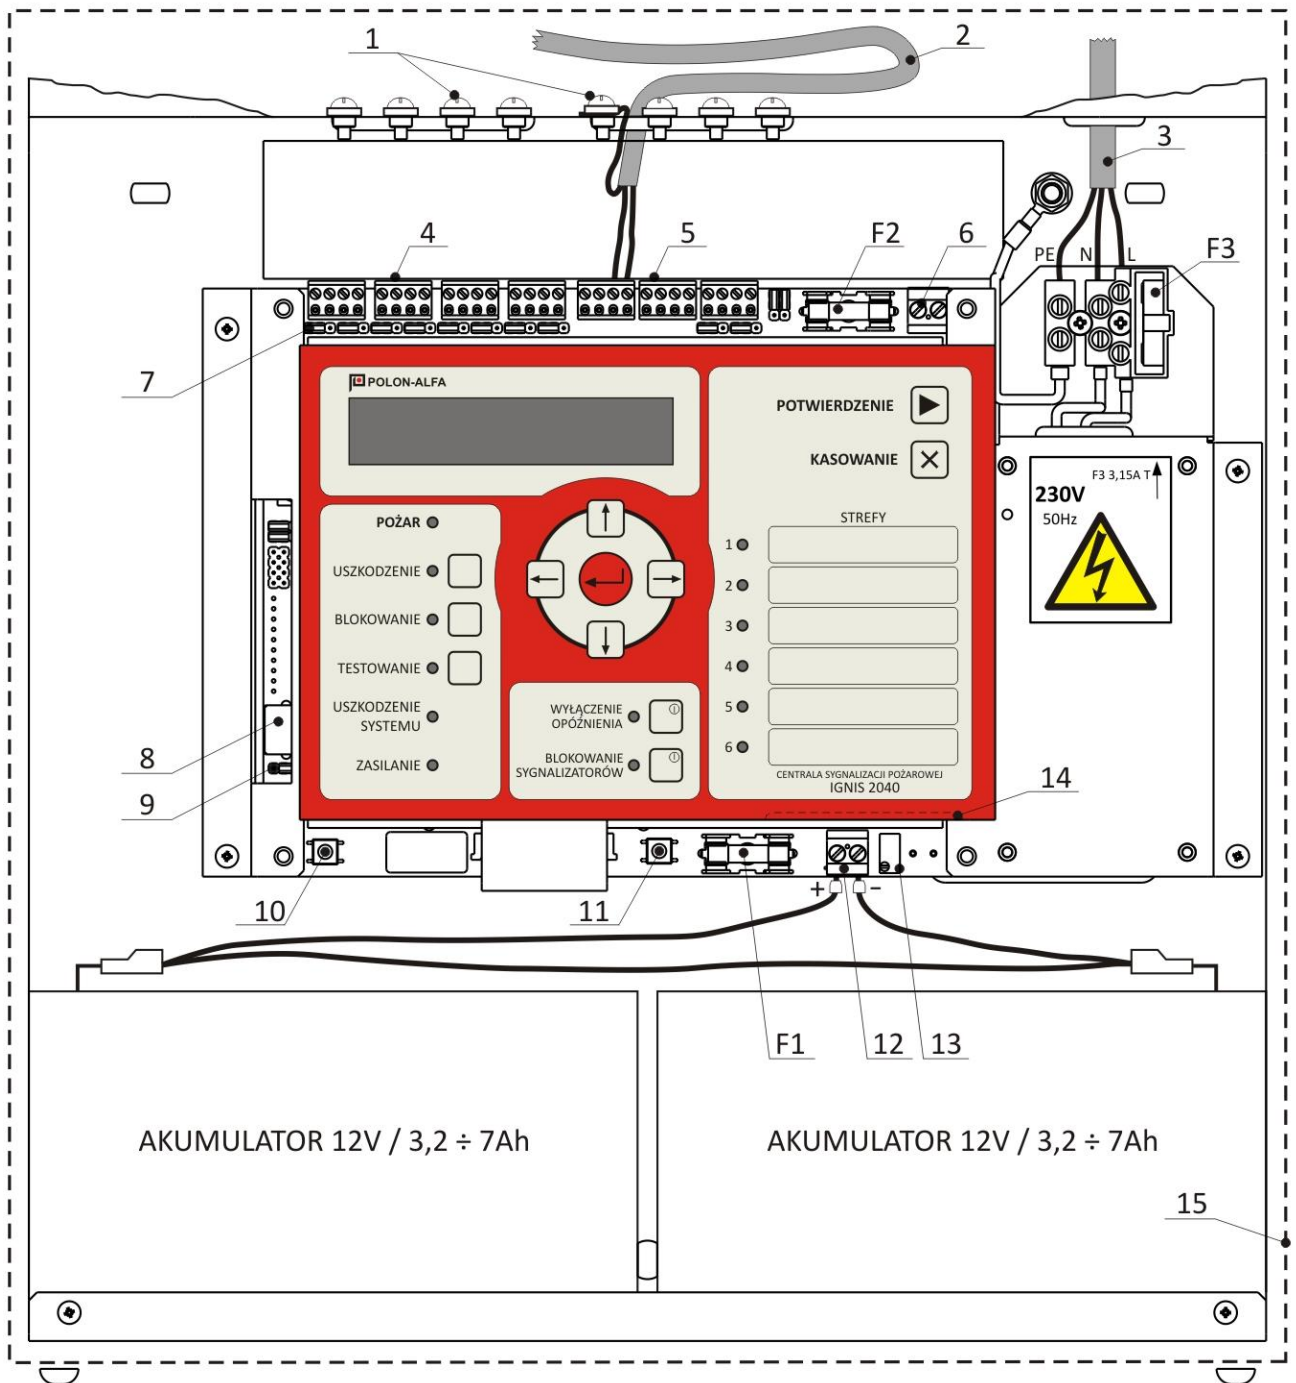 1
2
3
4
5
F2
6
PE
N
L
F3
7
POLON-ALFA
POTWIERDZENIE
KASOWANIE
F3 3,15A T
230V
50Hz
POŻAR
USZKODZENIE
BLOKOWANIE
TESTOWANIE
USZKODZENIE
SYSTEMU
ZASILANIE
WYŁĄCZENIE
OPÓŹNIENIA
BLOKOWANIE
SYGNALIZATORÓW
STREFY
1
2
3
4
5
6
CENTRALA SYGNALIZACJI POŻAROWEJ
IGNIS 2040
8
9
14
10
11
+
-
F1
12
13
AKUMULATOR 12V / 3,2 ÷ 7Ah
AKUMULATOR 12V / 3,2 ÷ 7Ah
15